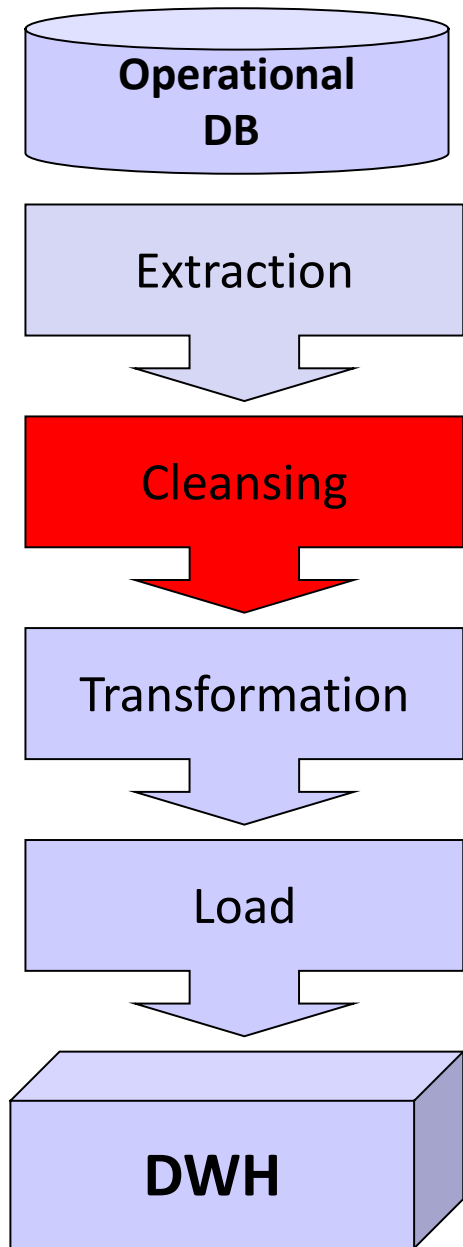 Operational
DB
Extraction
Cleansing
Transformation
Load
DWH